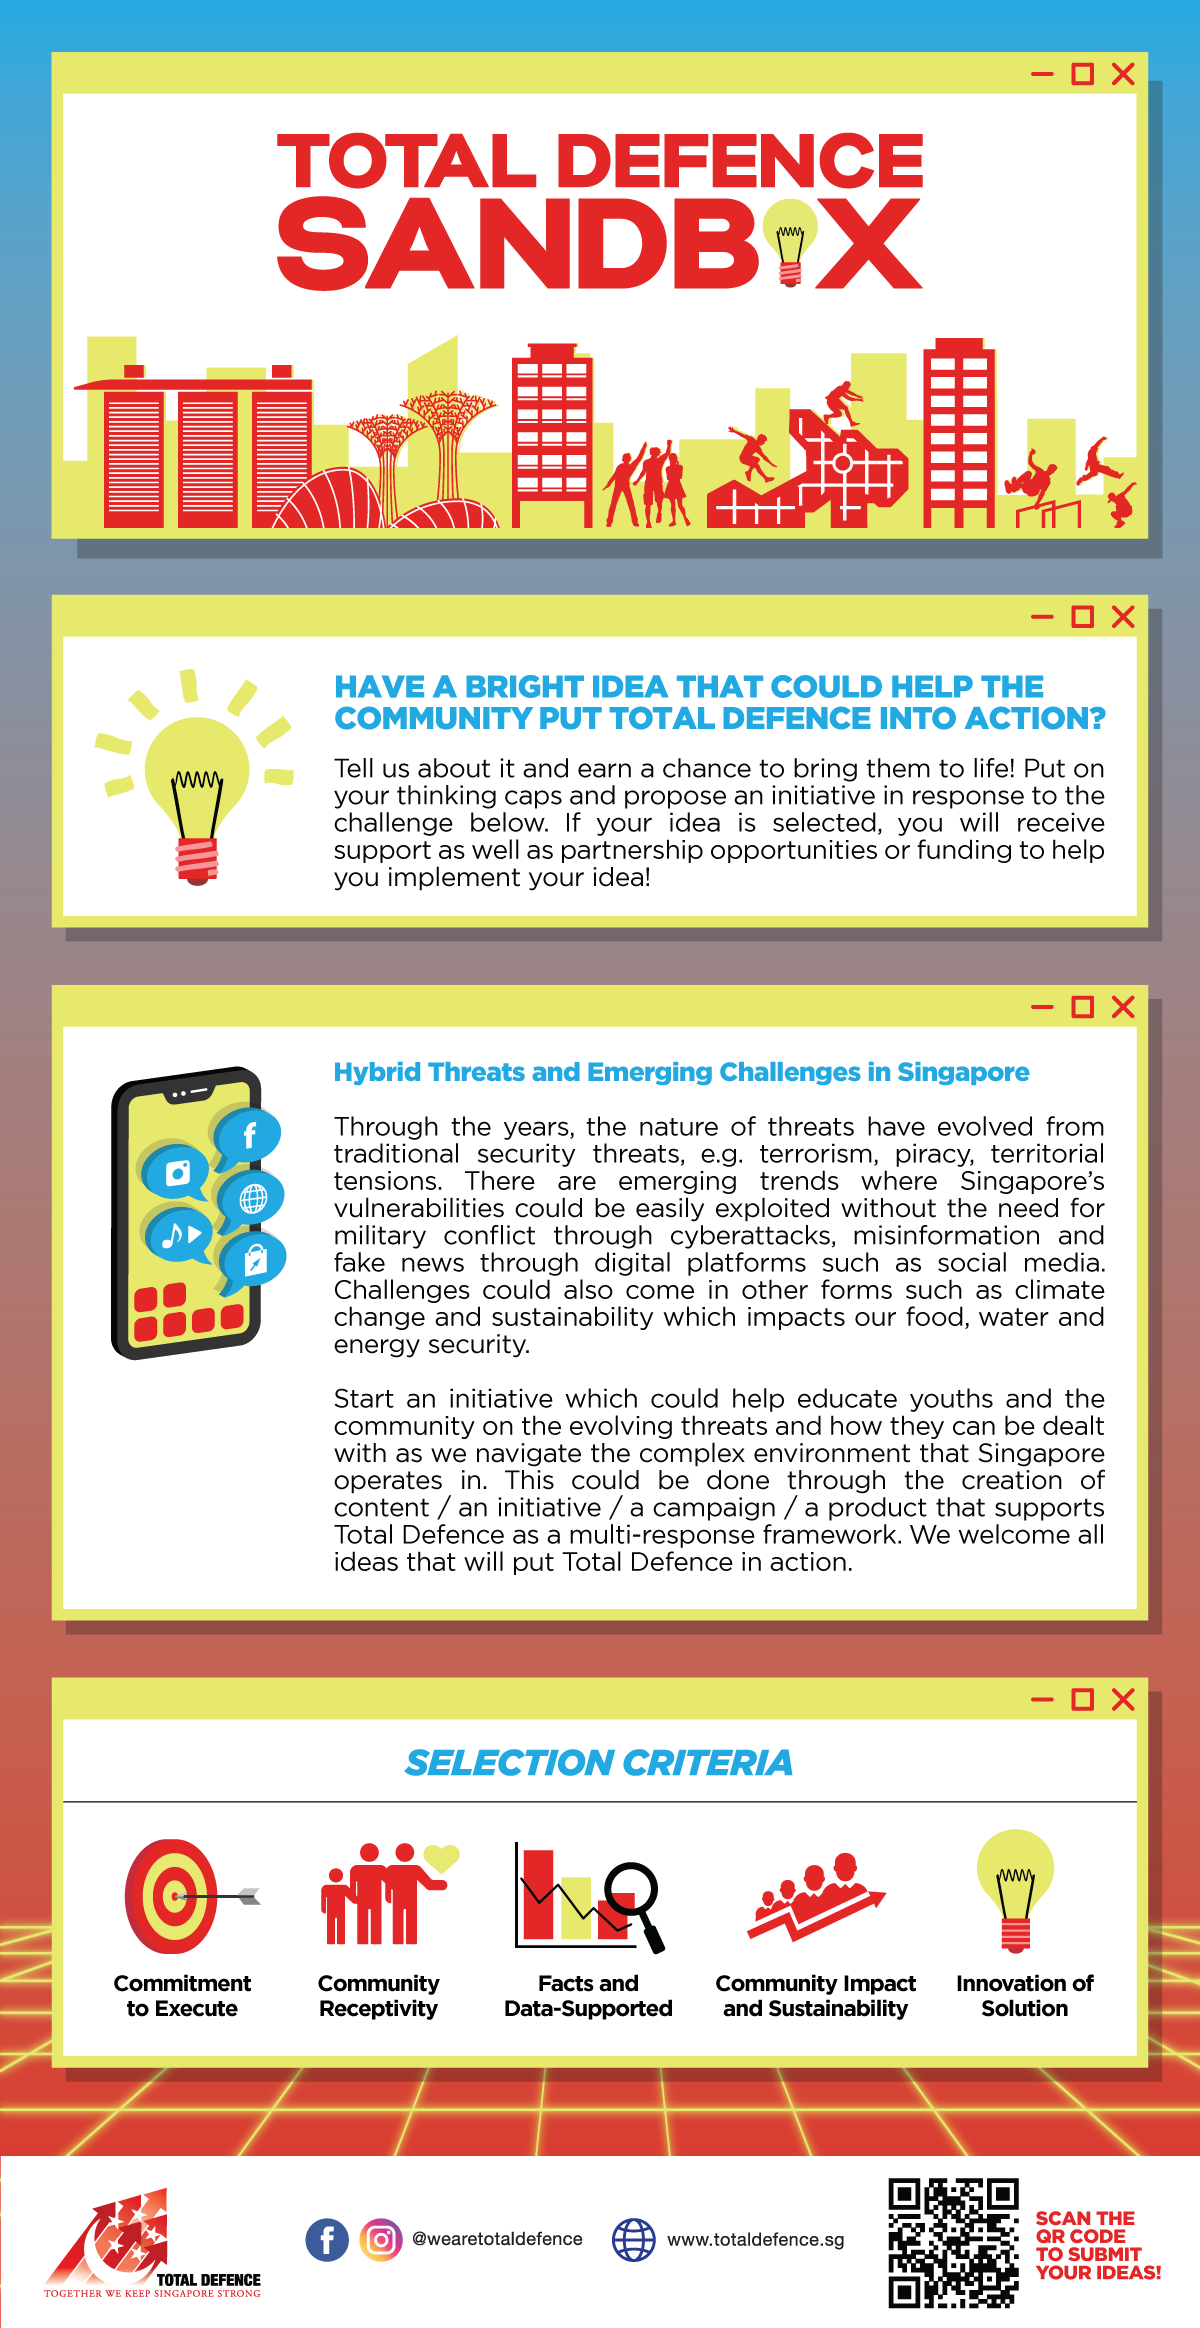 TOTAL DEFENCE
SANDBOX
HAVE A BRIGHT IDEA THAT COULD HELP THE
COMMUNITY PUT TOTAL DEFENCE INTO ACTION?
Tell us about it and earn a chance to bring them to life! Put on
your thinking caps and propose an initiative in response to the
challenge below. If your idea is selected, you will receive
support as well as partnership opportunities or funding to help
you implement your idea!
Hybrid Threats and Emerging Challenges in Singapore
Through the years, the nature of threats have evolved from
traditional security threats, e.g. terrorism, piracy, territorial
tensions. There are emerging trends where Singapore’s
vulnerabilities could be easily exploited without the need for
military conflict through cyberattacks, misinformation and
fake news through digital platforms such as social media.
Challenges could also come in other forms such as climate
change and sustainability which impacts our food, water and
energy security.
Start an initiative which could help educate youths and the
community on the evolving threats and how they can be dealt
with as we navigate the complex environment that Singapore
operates in. This could be done through the creation of
content / an initiative / a campaign / a product that supports
Total Defence as a multi-response framework. We welcome all
ideas that will put Total Defence in action.
SELECTION CRITERIA
Commitment
to Execute
Community
Receptivity
Facts and
Data-Supported
Community Impact
and Sustainability
Innovation of
Solution
TOTAL DEFENCE
TOGETHER WE KEEP SINGAPORE STRONG
@wearetotaldefence
www.totaldefence.sg
SCAN THE
QR CODE
TO SUBMIT
YOUR IDEAS!